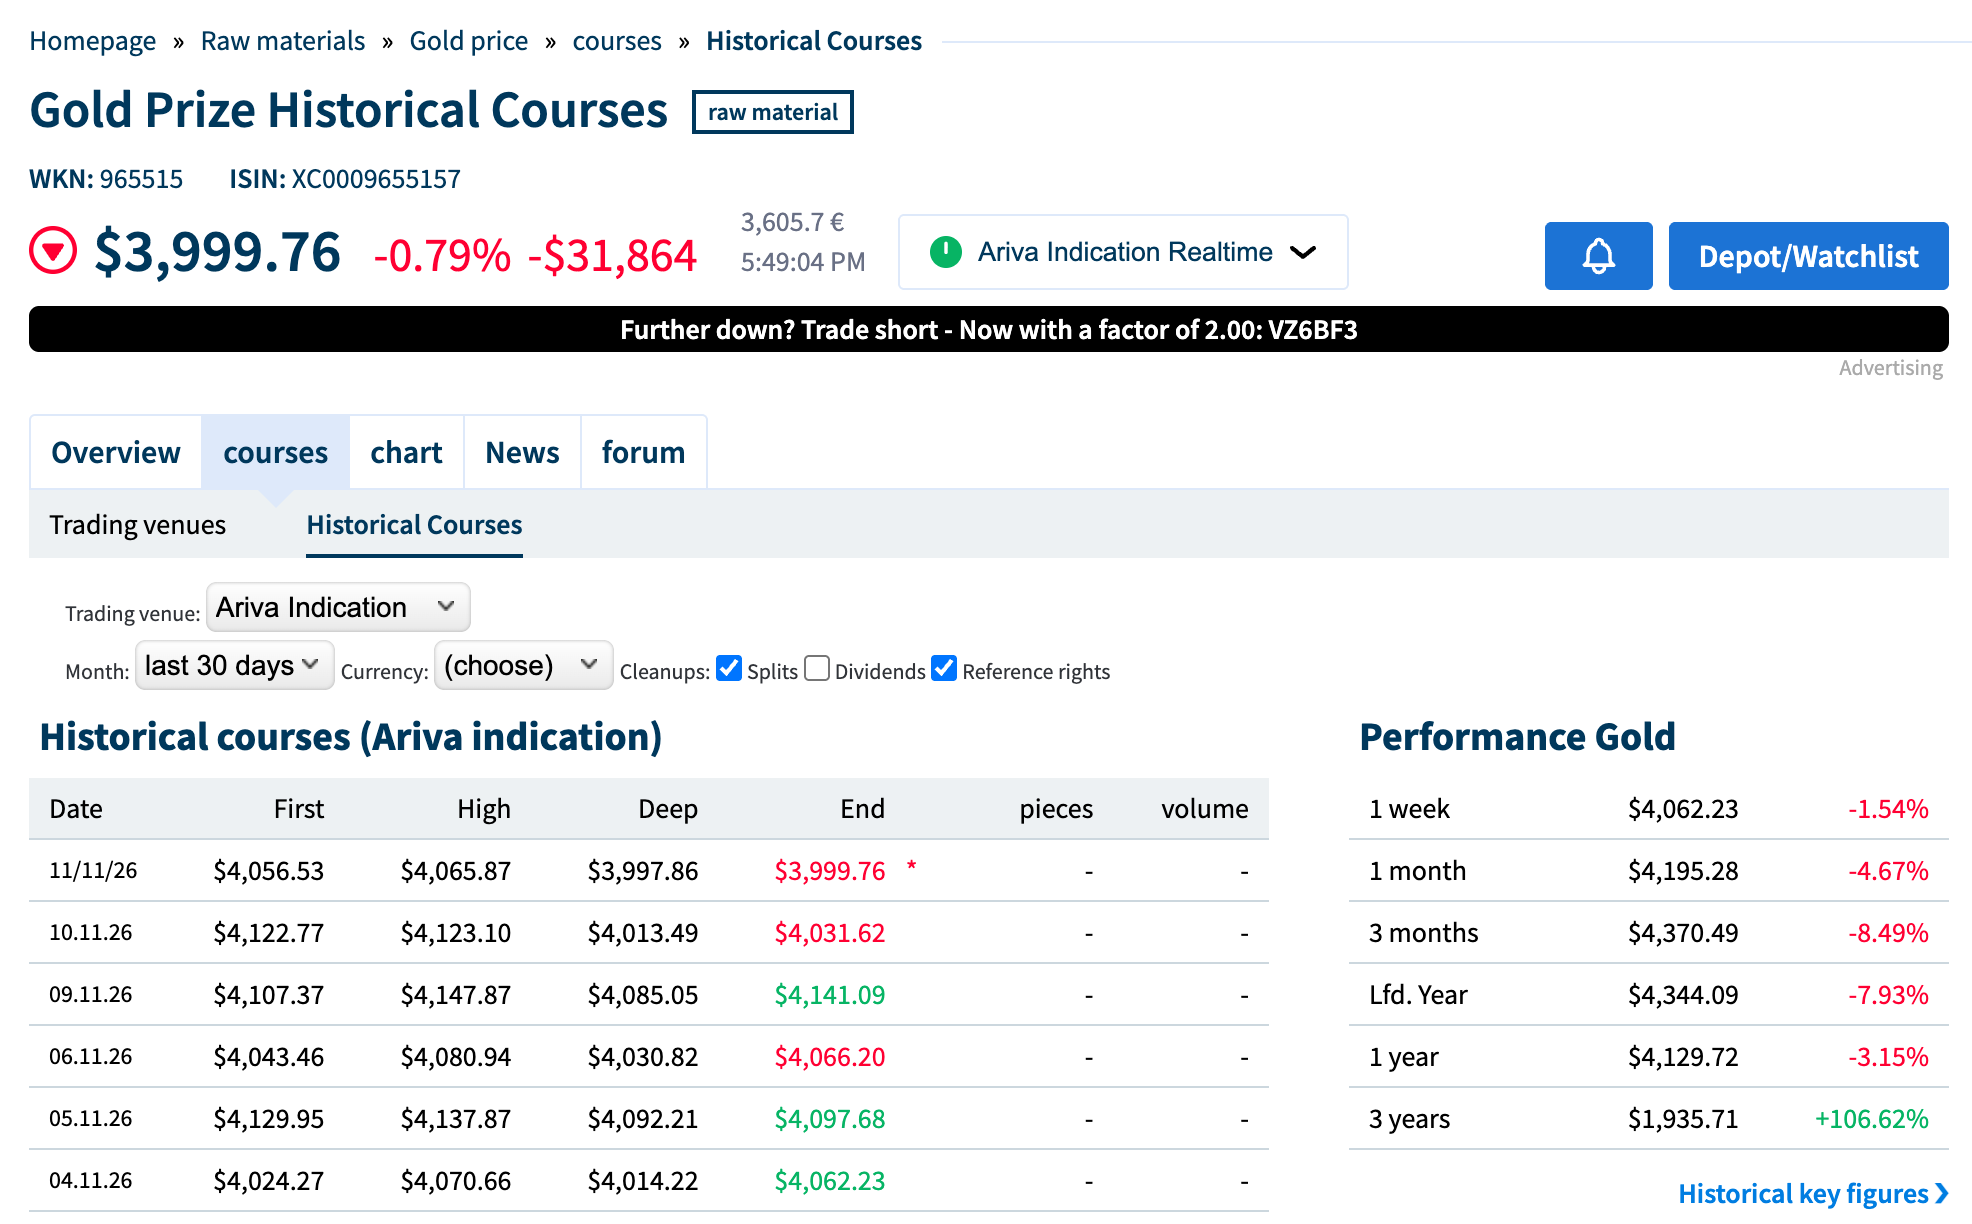 Homepage » Raw materials » Gold price » courses » Historical Courses
Gold Prize Historical Courses raw material
WKN: 965515 ISIN: XC0009655157
$3,999.76 -0.79% -$31,864 3,605.7 € 5:49:04 PM Ariva Indication Realtime Depot/Watchlist
Further down? Trade short - Now with a factor of 2.00: VZ6BF3
Advertising
Overview courses chart News forum
Trading venues Historical Courses
Trading venue: Ariva Indication
Month: last 30 days Currency: (choose) Cleanups: Splits Dividends Reference rights
Historical courses (Ariva indication)
Date First High Deep End pieces volume
11/11/26 $4,056.53 $4,065.87 $3,997.86 $3,999.76 * - -
10.11.26 $4,122.77 $4,123.10 $4,013.49 $4,031.62 - -
09.11.26 $4,107.37 $4,147.87 $4,085.05 $4,141.09 - -
06.11.26 $4,043.46 $4,080.94 $4,030.82 $4,066.20 - -
05.11.26 $4,129.95 $4,137.87 $4,092.21 $4,097.68 - -
04.11.26 $4,024.27 $4,070.66 $4,014.22 $4,062.23 - -
Performance Gold
1 week $4,062.23 -1.54%
1 month $4,195.28 -4.67%
3 months $4,370.49 -8.49%
Lfd. Year $4,344.09 -7.93%
1 year $4,129.72 -3.15%
3 years $1,935.71 +106.62%
Historical key figures ❯